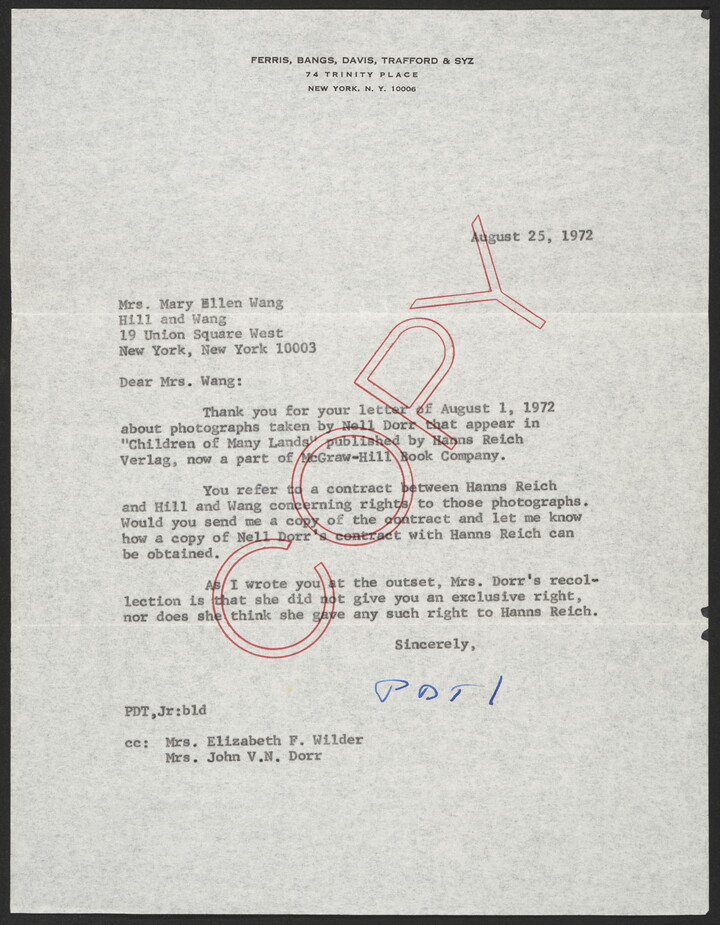 FERRIS, BANGS, DAVIS, TRAFFORD & SYZ
74 TRINITY PLACE
NEW YORK, N. Y. 10006
August 25, 1972
Mrs. Mary Ellen Wang
Hill and Wang
19 Union Square West
New York, New York 10003
Dear Mrs. Wang:
Thank you for your letter of August 1, 1972
about photographs taken by Nell Dorr that appear in
"Children of Many Lands" published by Hanns Reich
Verlag, now a part of McGraw-Hill Book Company.
You refer to a contract between Hanns Reich
and Hill and Wang concerning rights to those photographs.
Would you send me a copy of the contract and let me know
how a copy of Nell Dorr's contract with Hanns Reich can
be obtained.
As I wrote you at the outset, Mrs. Dorr's recol-
lection is that she did not give you an exclusive right,
nor does she think she gave any such right to Hanns Reich.
Sincerely,
PDT/
PDT,Jr:bld
cc: Mrs. Elizabeth F. Wilder
Mrs. John V.N. Dorr
COPY